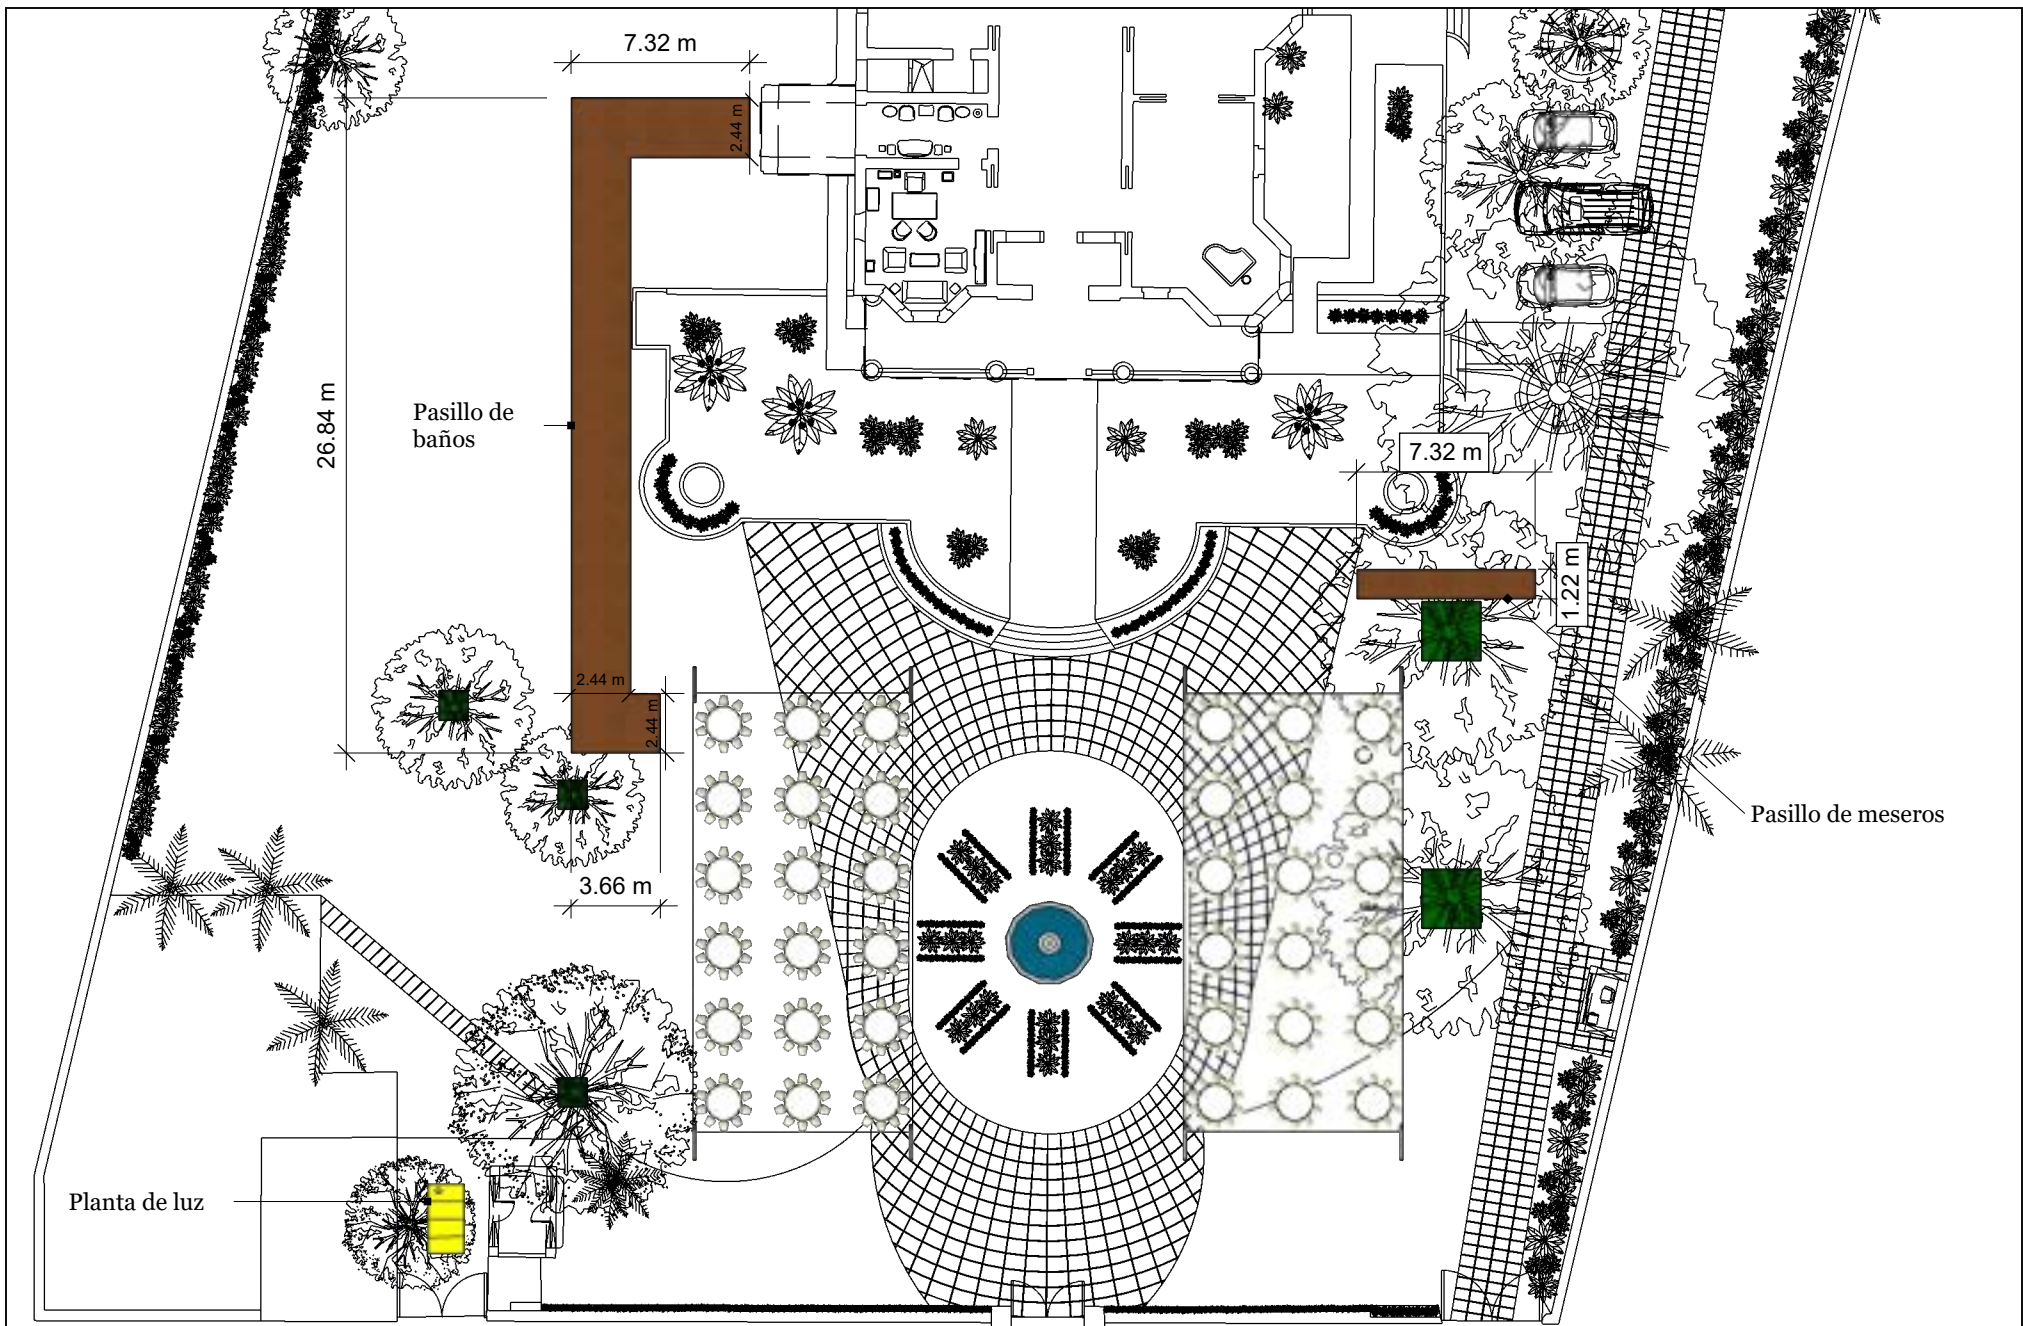 7.32 m
2.44 m
26.84 m
Pasillo de
baños
7.32 m
1.22 m
2.44 m
2.44 m
Pasillo de meseros
3.66 m
Planta de luz